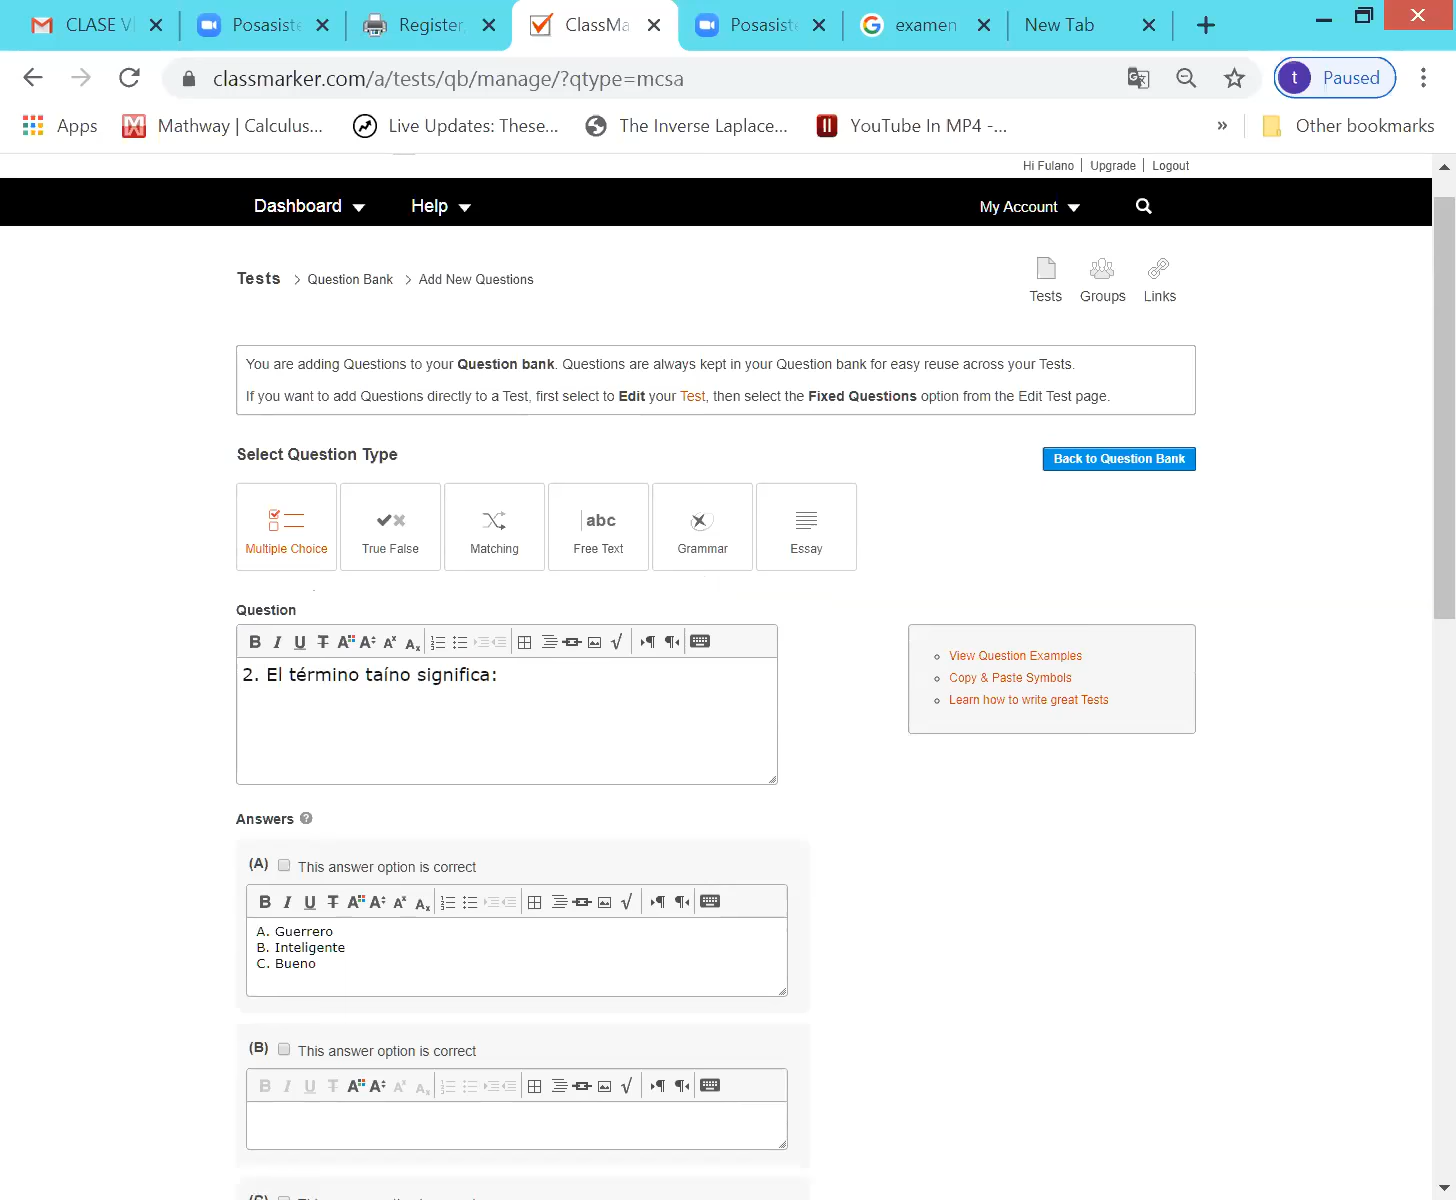 CLASE VI
Posasiste
Register,
ClassMa
Posasiste
examen
New Tab
classmarker.com/a/tests/qb/manage/?qtype=mcsa
t
Paused
Apps
Mathway | Calculus...
Live Updates: These...
The Inverse Laplace...
YouTube In MP4 -...
»
Other bookmarks
Hi Fulano | Upgrade | Logout
Dashboard
Help
My Account
Tests > Question Bank > Add New Questions
Tests
Groups
Links
You are adding Questions to your Question bank. Questions are always kept in your Question bank for easy reuse across your Tests.
If you want to add Questions directly to a Test, first select to Edit your Test, then select the Fixed Questions option from the Edit Test page.
Select Question Type
Back to Question Bank
Multiple Choice
True False
Matching
abc
Free Text
Grammar
Essay
Question
2. El término taíno significa:
View Question Examples
Copy & Paste Symbols
Learn how to write great Tests
Answers
(A) This answer option is correct
A. Guerrero
B. Inteligente
C. Bueno
(B) This answer option is correct